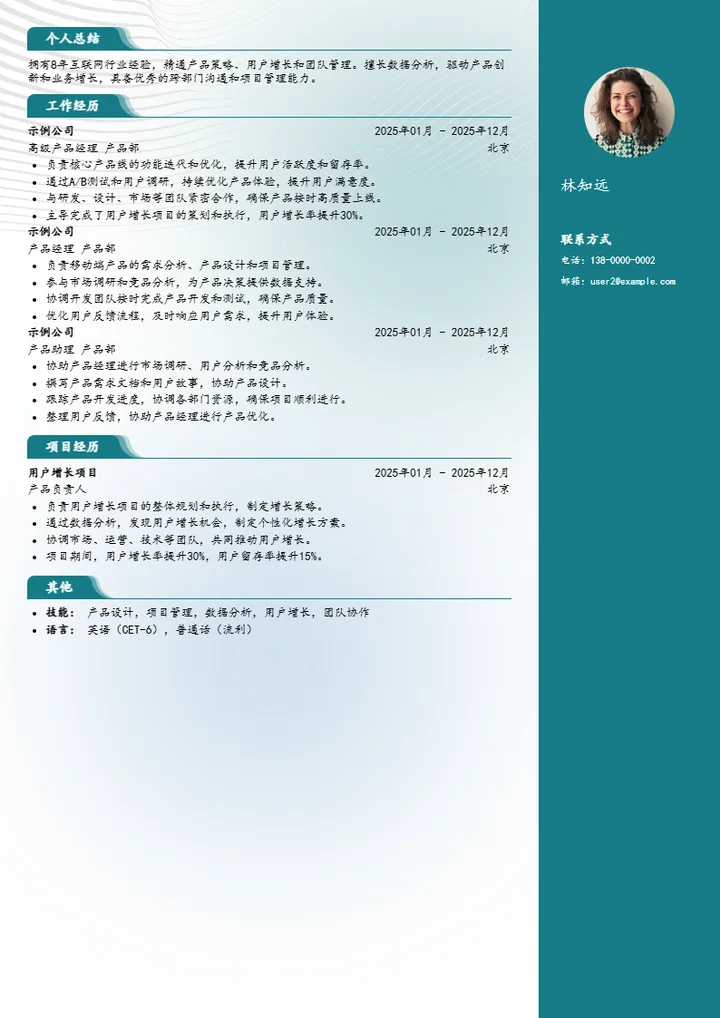 个人总结
拥有8年互联网行业经验，精通产品策略、用户增长和团队管理。擅长数据分析，驱动产品创
新和业务增长，具备优秀的跨部门沟通和项目管理能力。
工作经历
示例公司 2025年01月 - 2025年12月
高级产品经理 产品部 北京
• 负责核心产品线的功能迭代和优化，提升用户活跃度和留存率。
• 通过A/B测试和用户调研，持续优化产品体验，提升用户满意度。
• 与研发、设计、市场等团队紧密合作，确保产品按时高质量上线。
• 主导完成了用户增长项目的策划和执行，用户增长率提升30%。
示例公司 2025年01月 - 2025年12月
产品经理 产品部 北京
• 负责移动端产品的需求分析、产品设计和项目管理。
• 参与市场调研和竞品分析，为产品决策提供数据支持。
• 协调开发团队按时完成产品开发和测试，确保产品质量。
• 优化用户反馈流程，及时响应用户需求，提升用户体验。
示例公司 2025年01月 - 2025年12月
产品助理 产品部 北京
• 协助产品经理进行市场调研、用户分析和竞品分析。
• 撰写产品需求文档和用户故事，协助产品设计。
• 跟踪产品开发进度，协调各部门资源，确保项目顺利进行。
• 整理用户反馈，协助产品经理进行产品优化。
项目经历
用户增长项目 2025年01月 - 2025年12月
产品负责人 北京
• 负责用户增长项目的整体规划和执行，制定增长策略。
• 通过数据分析，发现用户增长机会，制定个性化增长方案。
• 协调市场、运营、技术等团队，共同推动用户增长。
• 项目期间，用户增长率提升30%，用户留存率提升15%。
其他
• 技能： 产品设计，项目管理，数据分析，用户增长，团队协作
• 语言： 英语（CET-6），普通话（流利）
林知远
联系方式
电话：138-0000-0002
邮箱：user2@example.com